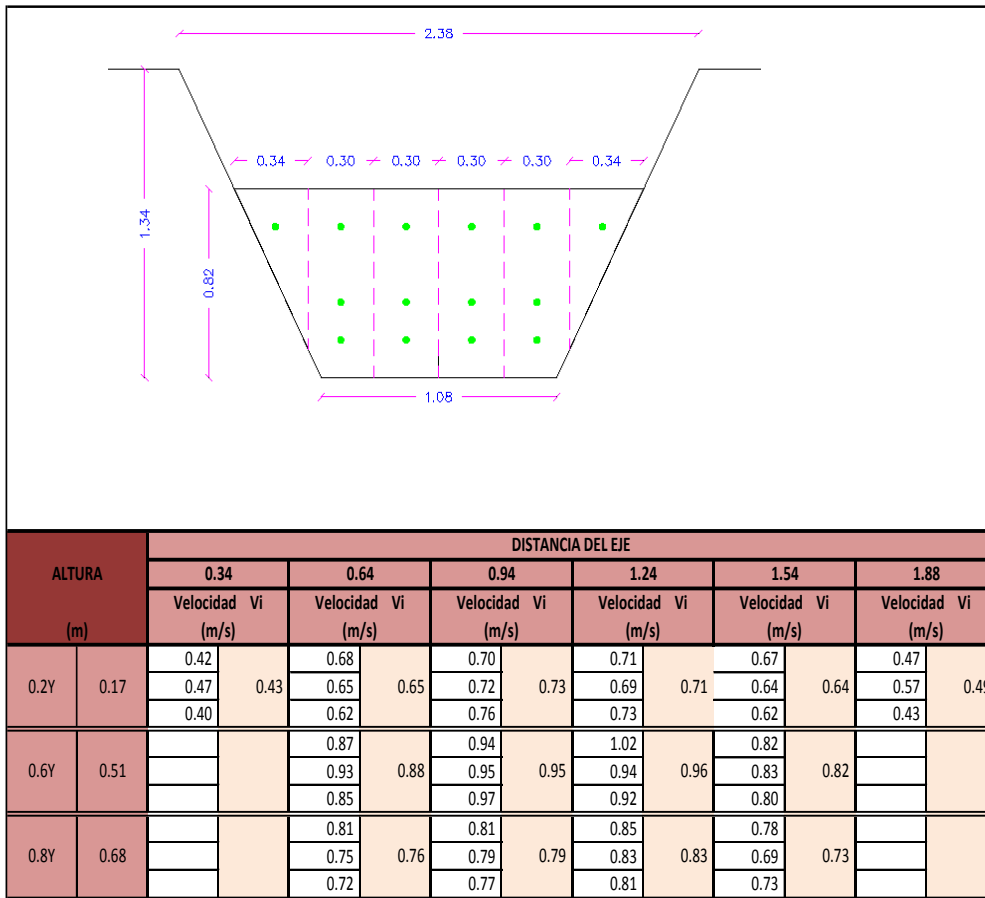 2.38
0.34 0.30 0.30 0.30 0.30 0.34
1.34
0.82
1.08
ALTURA
(m)
DISTANCIA DEL EJE
0.34 0.64 0.94 1.24 1.54 1.88
Velocidad Vi Velocidad Vi Velocidad Vi Velocidad Vi Velocidad Vi Velocidad Vi
(m/s) (m/s) (m/s) (m/s) (m/s) (m/s)
0.42 0.68 0.70 0.71 0.67 0.47
0.2Y 0.17 0.47 0.43 0.65 0.65 0.72 0.73 0.69 0.71 0.64 0.64 0.57 0.49
0.40 0.62 0.76 0.73 0.62 0.43
0.87 0.94 1.02 0.82
0.6Y 0.51 0.93 0.88 0.95 0.95 0.94 0.96 0.83 0.82
0.85 0.97 0.92 0.80
0.81 0.81 0.85 0.78
0.8Y 0.68 0.75 0.76 0.79 0.79 0.83 0.83 0.69 0.73
0.72 0.77 0.81 0.73